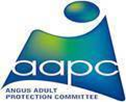 aapc
ANGUS ADULT
PROTECTION COMMITTEE